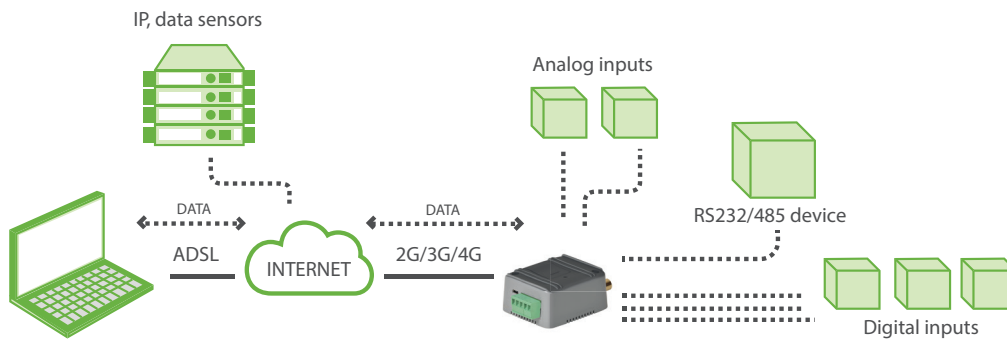 IP, data sensors
Analog inputs
RS232/485 device
DATA
DATA
ADSL
INTERNET
2G/3G/4G
Digital inputs